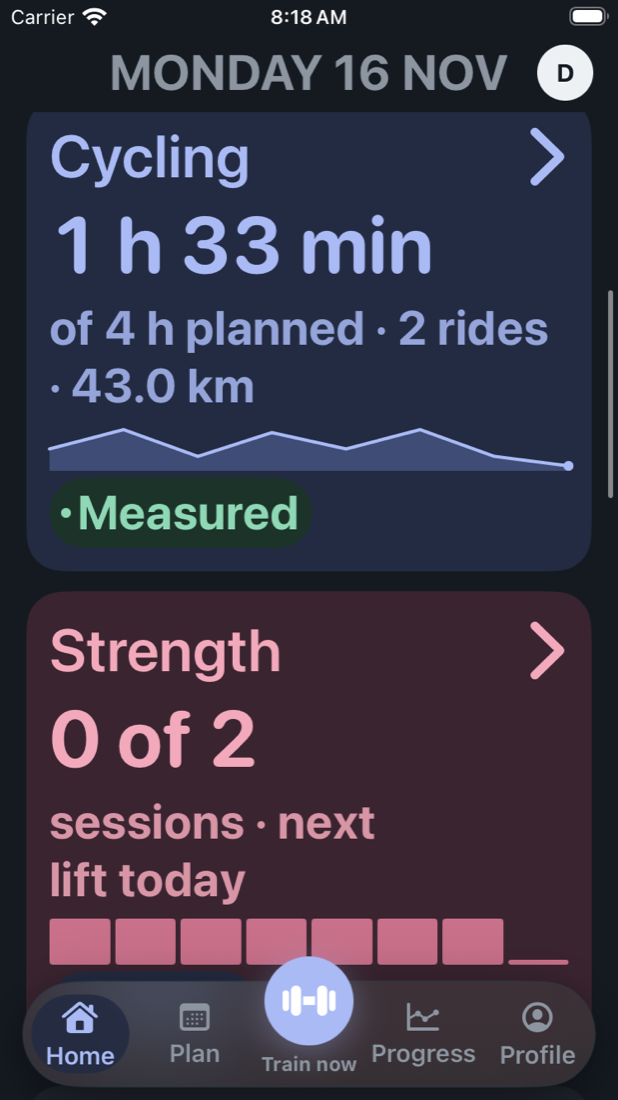 Carrier
8:18 AM
MONDAY 16 NOV
D
Cycling
1 h 33 min
of 4 h planned · 2 rides
· 43.0 km
·Measured
Strength
0 of 2
sessions · next
lift today
Home
Plan
Train now
Progress
Profile